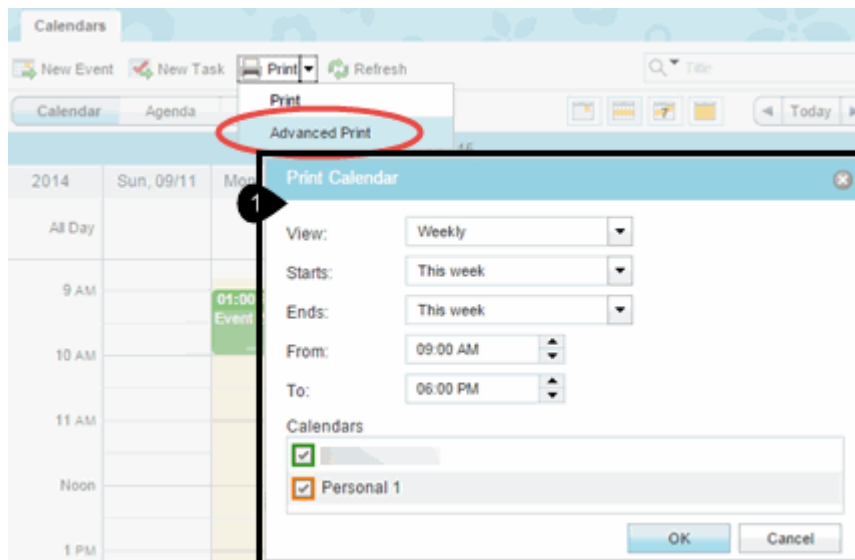 Calendars
New Event New Task Print Refresh Title
Calendar Agenda Print Today
Advanced Print
2014 Sun, 09/11 Mon
1 Print Calendar
All Day
View: Weekly
Starts: This week
9 AM 01:00 Ends: This week
Event
10 AM From: 09:00 AM
To: 06:00 PM
11 AM Calendars
Noon Personal 1
1 PM OK Cancel